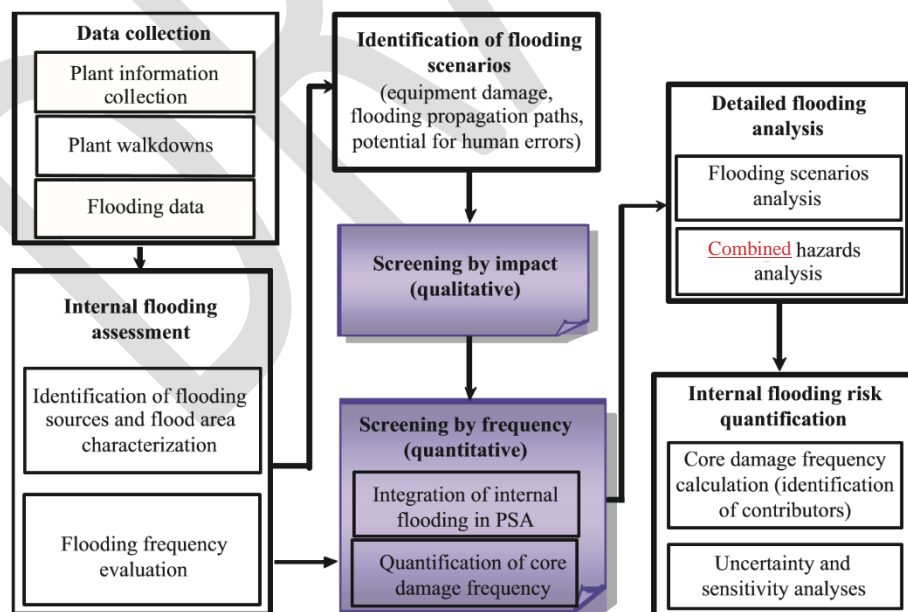 Data collection
Plant information
collection
Plant walkdowns
Flooding data
Internal flooding
assessment
Identification of flooding
sources and flood area
characterization
Flooding frequency
evaluation
Identification of flooding
scenarios
(equipment damage,
flooding propagation paths,
potential for human errors)
Screening by impact
(qualitative)
Screening by frequency
(quantitative)
Integration of internal
flooding in PSA
Quantification of core
damage frequency
Detailed flooding
analysis
Flooding scenarios
analysis
Combined hazards
analysis
Internal flooding risk
quantification
Core damage frequency
calculation (identification
of contributors)
Uncertainty and
sensitivity analyses